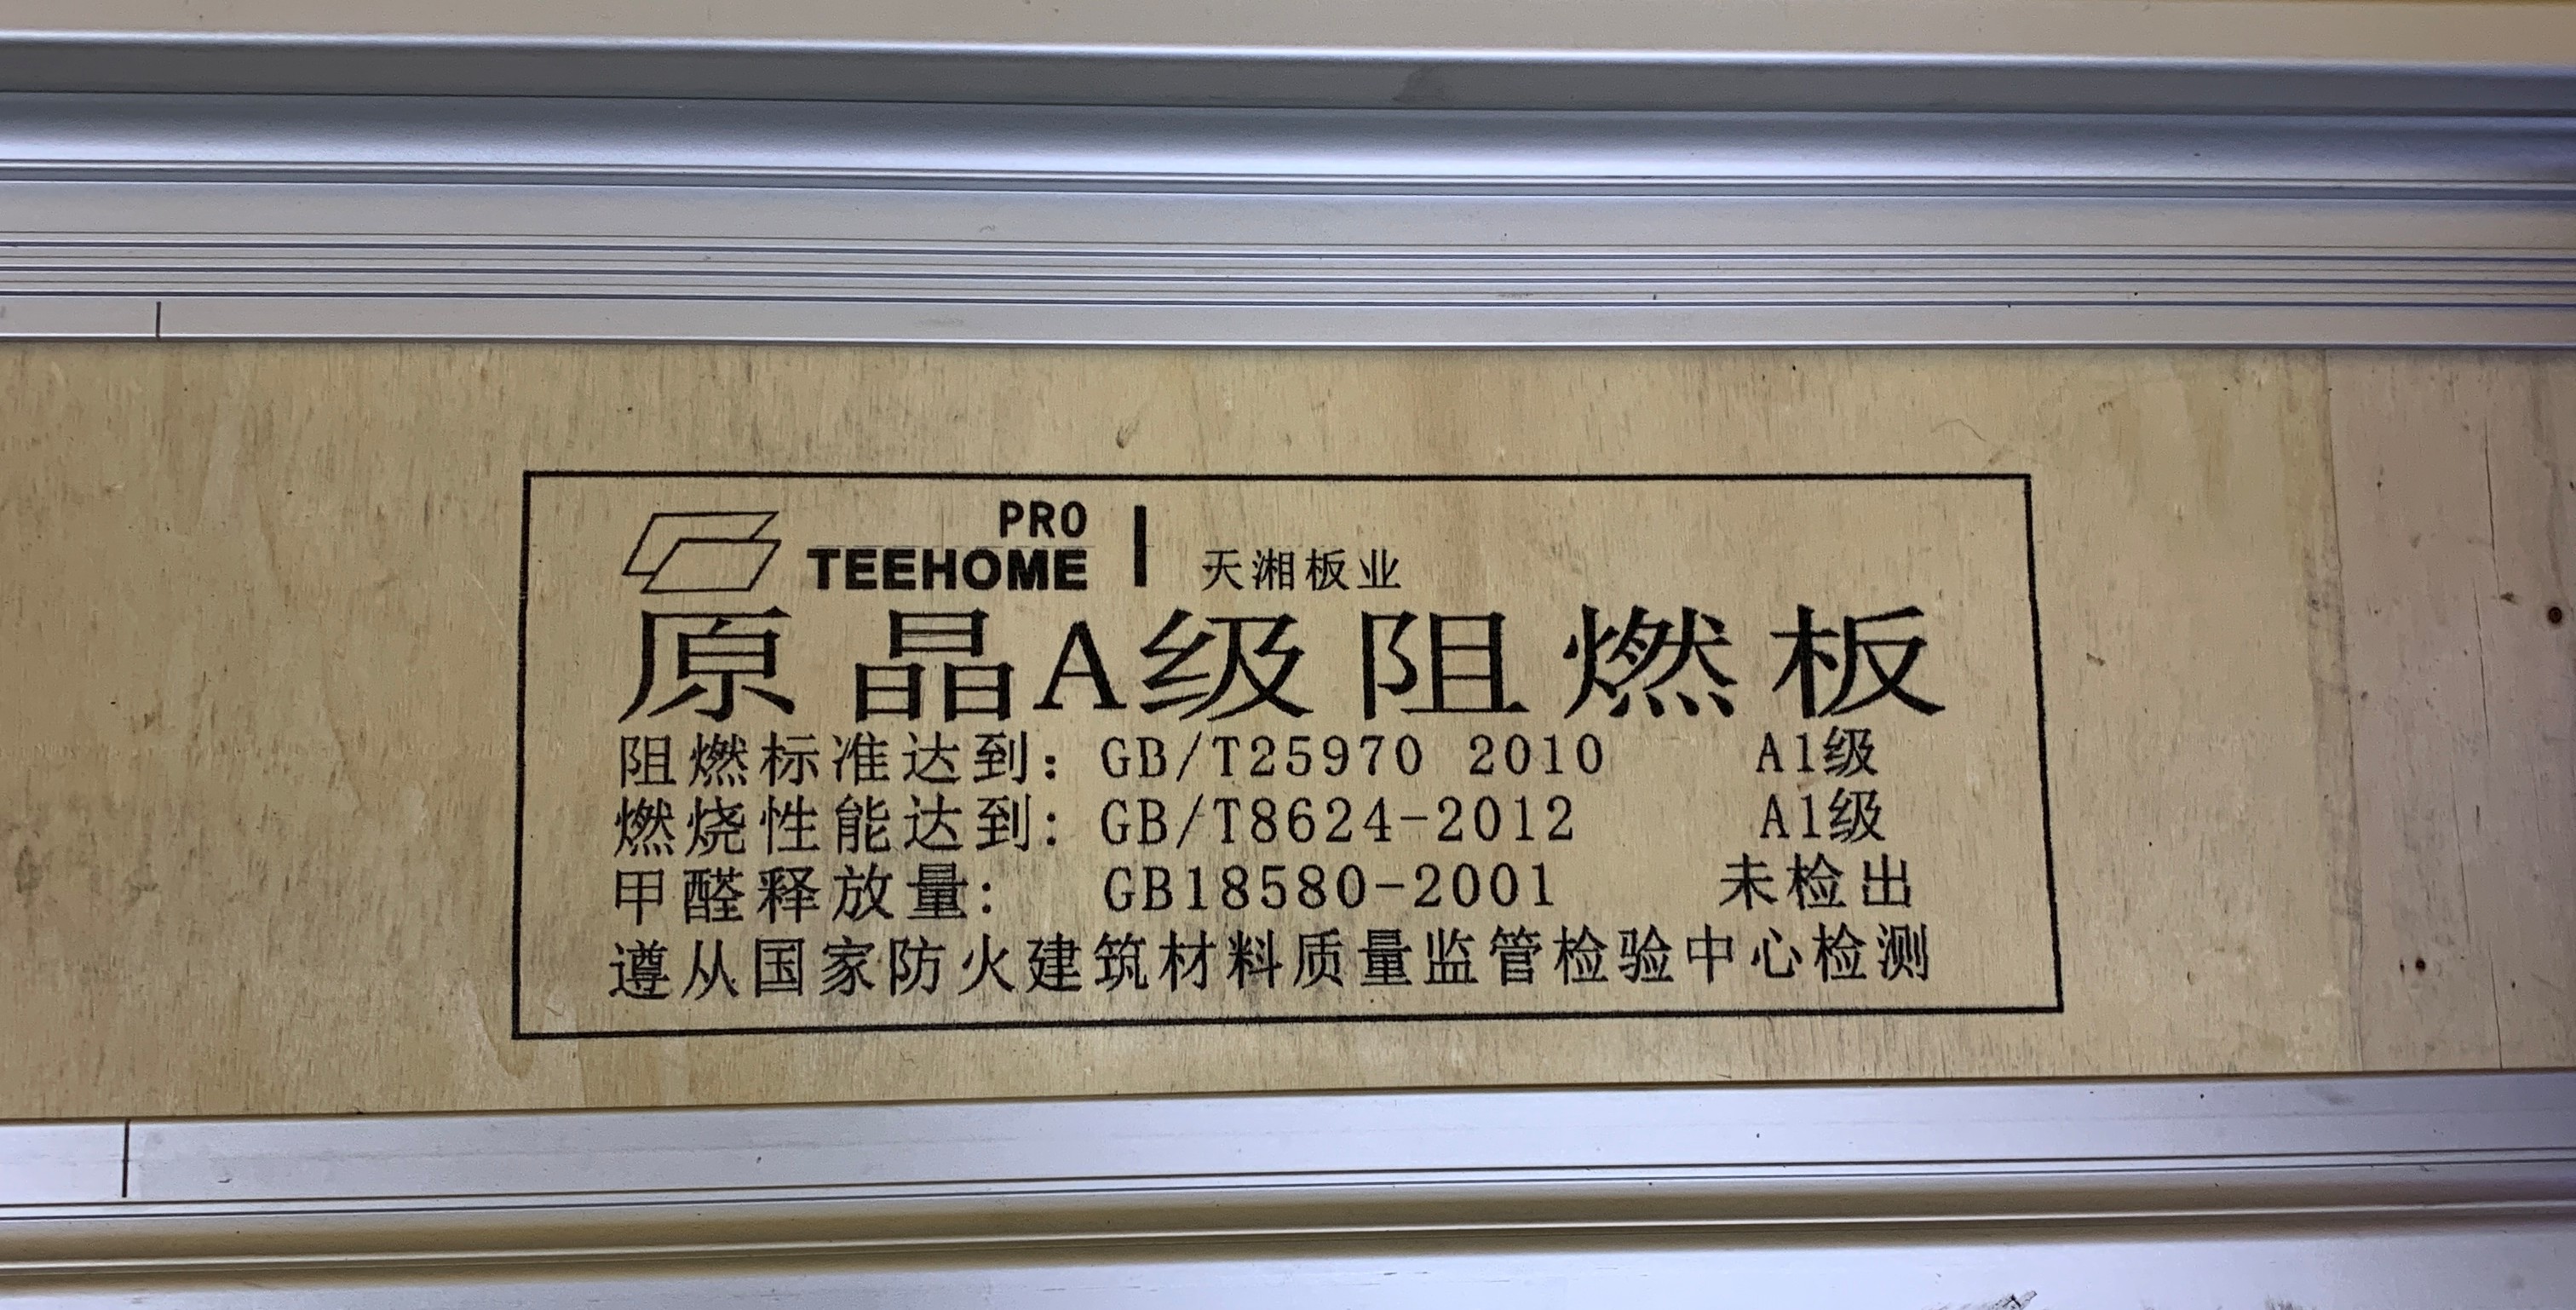 PRO
TEEHOME 天湘板业
原晶A级阻燃板
阻燃标准达到：GB/T25970 2010 A1级
燃烧性能达到：GB/T8624-2012 A1级
甲醛释放量： GB18580-2001 未检出
遵从国家防火建筑材料质量监管检验中心检测